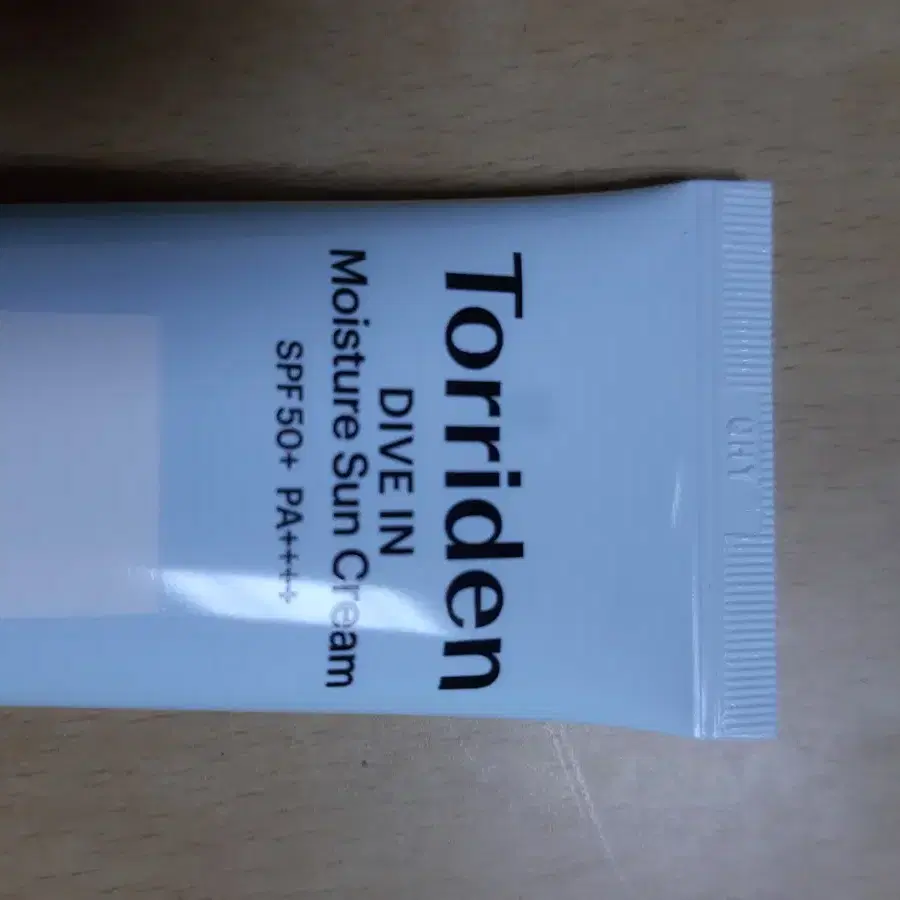 Torriden
DIVE IN
Moisture Sun Cream
SPF50+ PA++++